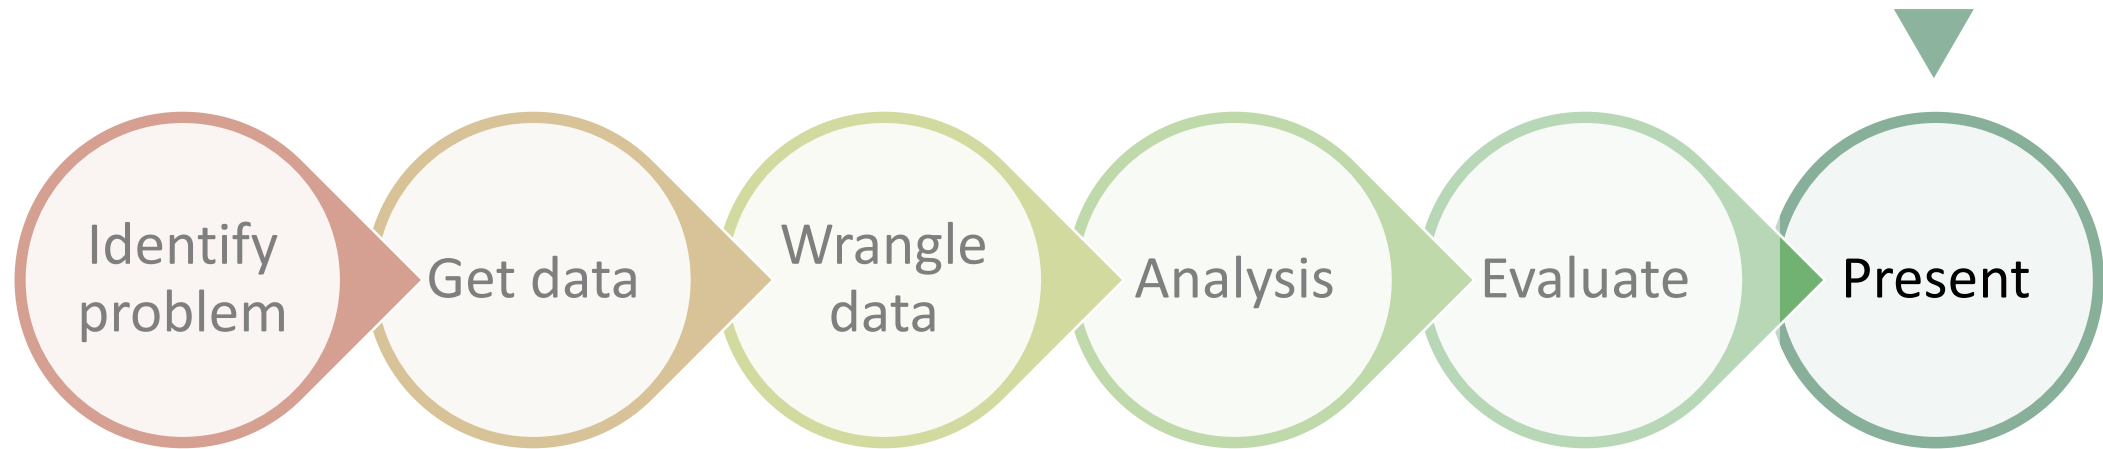 Identify
problem
Get data
Wrangle
data
Analysis
Evaluate
Present